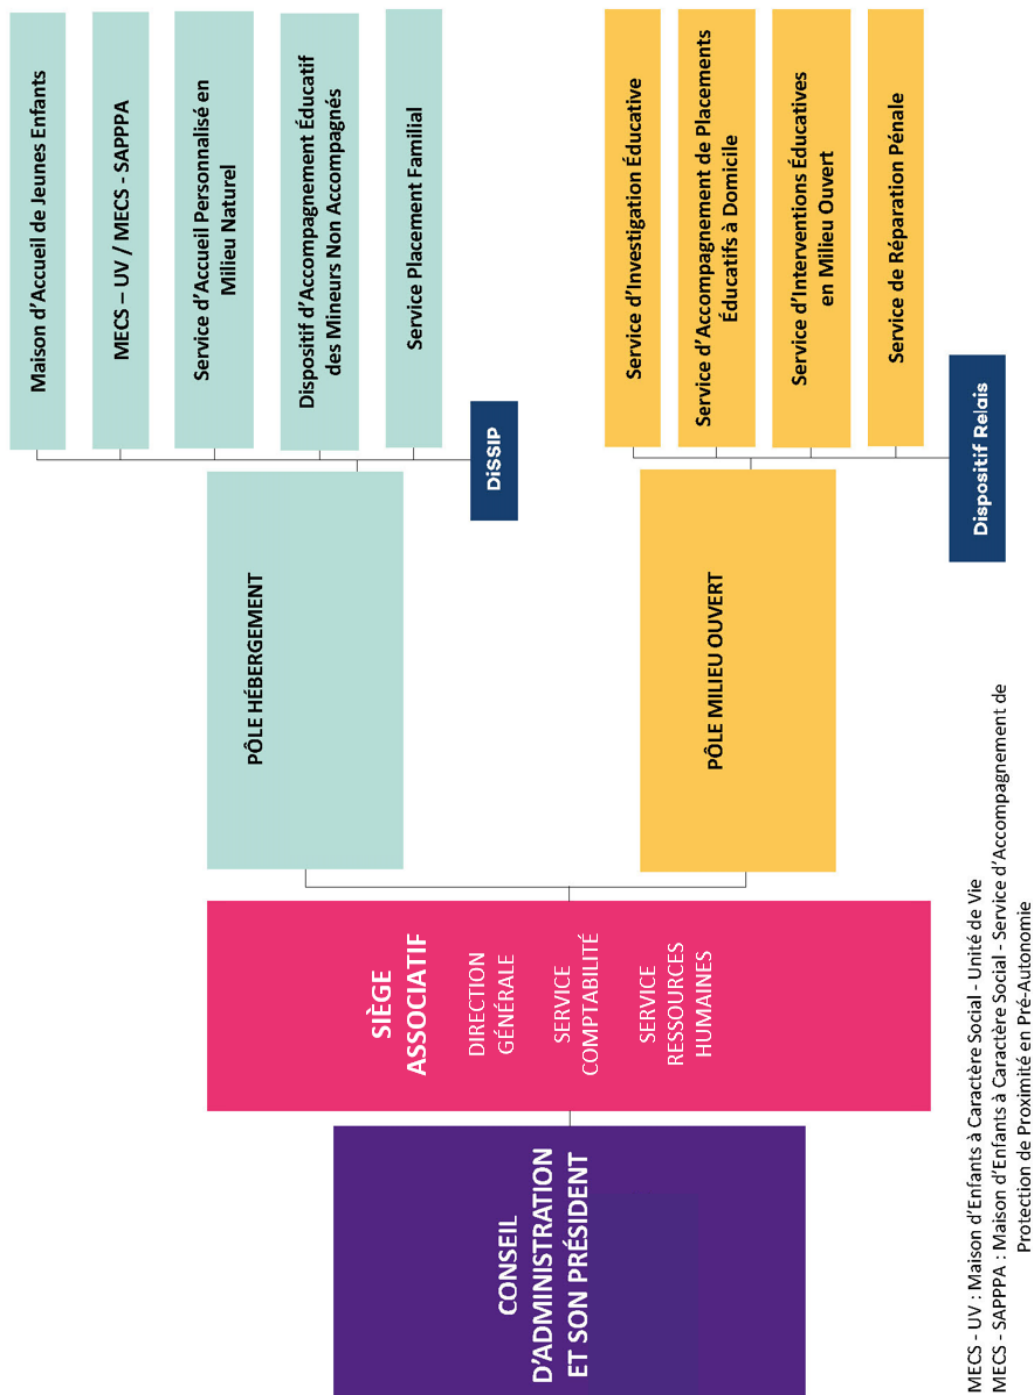 CONSEIL
D'ADMINISTRATION
ET SON PRÉSIDENT
SIÈGE
ASSOCIATIF
DIRECTION
GÉNÉRALE
SERVICE
COMPTABILITÉ
SERVICE
RESSOURCES
HUMAINES
PÔLE HÉBERGEMENT
Maison d'Accueil de Jeunes Enfants
MECS – UV / MECS - SAPPPA
Service d'Accueil Personnalisé en
Milieu Naturel
Dispositif d'Accompagnement Éducatif
des Mineurs Non Accompagnés
Service Placement Familial
DiSSIP
PÔLE MILIEU OUVERT
Service d'Investigation Éducative
Service d'Accompagnement de Placements
Éducatifs à Domicile
Service d'Interventions Éducatives
en Milieu Ouvert
Service de Réparation Pénale
Dispositif Relais
MECS - UV : Maison d'Enfants à Caractère Social - Unité de Vie
MECS - SAPPPA : Maison d'Enfants à Caractère Social - Service d'Accompagnement de
Protection de Proximité en Pré-Autonomie